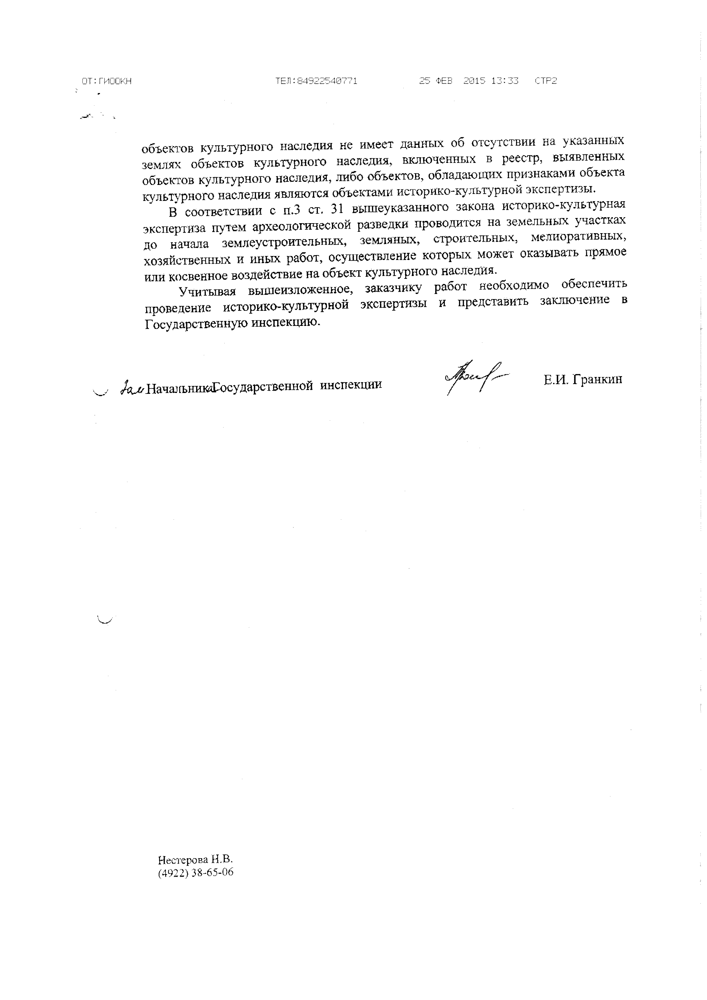 ОТ:ГИООКН ТЕЛ:84922540771 25 ФЕВ 2015 13:33 СТР2
объектов культурного наследия не имеет данных об отсутствии на указанных
землях объектов культурного наследия, включенных в реестр, выявленных
объектов культурного наследия, либо объектов, обладающих признаками объекта
культурного наследия являются объектами историко-культурной экспертизы.
В соответствии с п.3 ст. 31 вышеуказанного закона историко-культурная
экспертиза путем археологической разведки проводится на земельных участках
до начала землеустроительных, земляных, строительных, мелиоративных,
хозяйственных и иных работ, осуществление которых может оказывать прямое
или косвенное воздействие на объект культурного наследия.
Учитывая вышеизложенное, заказчику работ необходимо обеспечить
проведение историко-культурной экспертизы и представить заключение в
Государственную инспекцию.
Зам Начальника Государственной инспекции Е.И. Гранкин
Нестерова Н.В.
(4922) 38-65-06